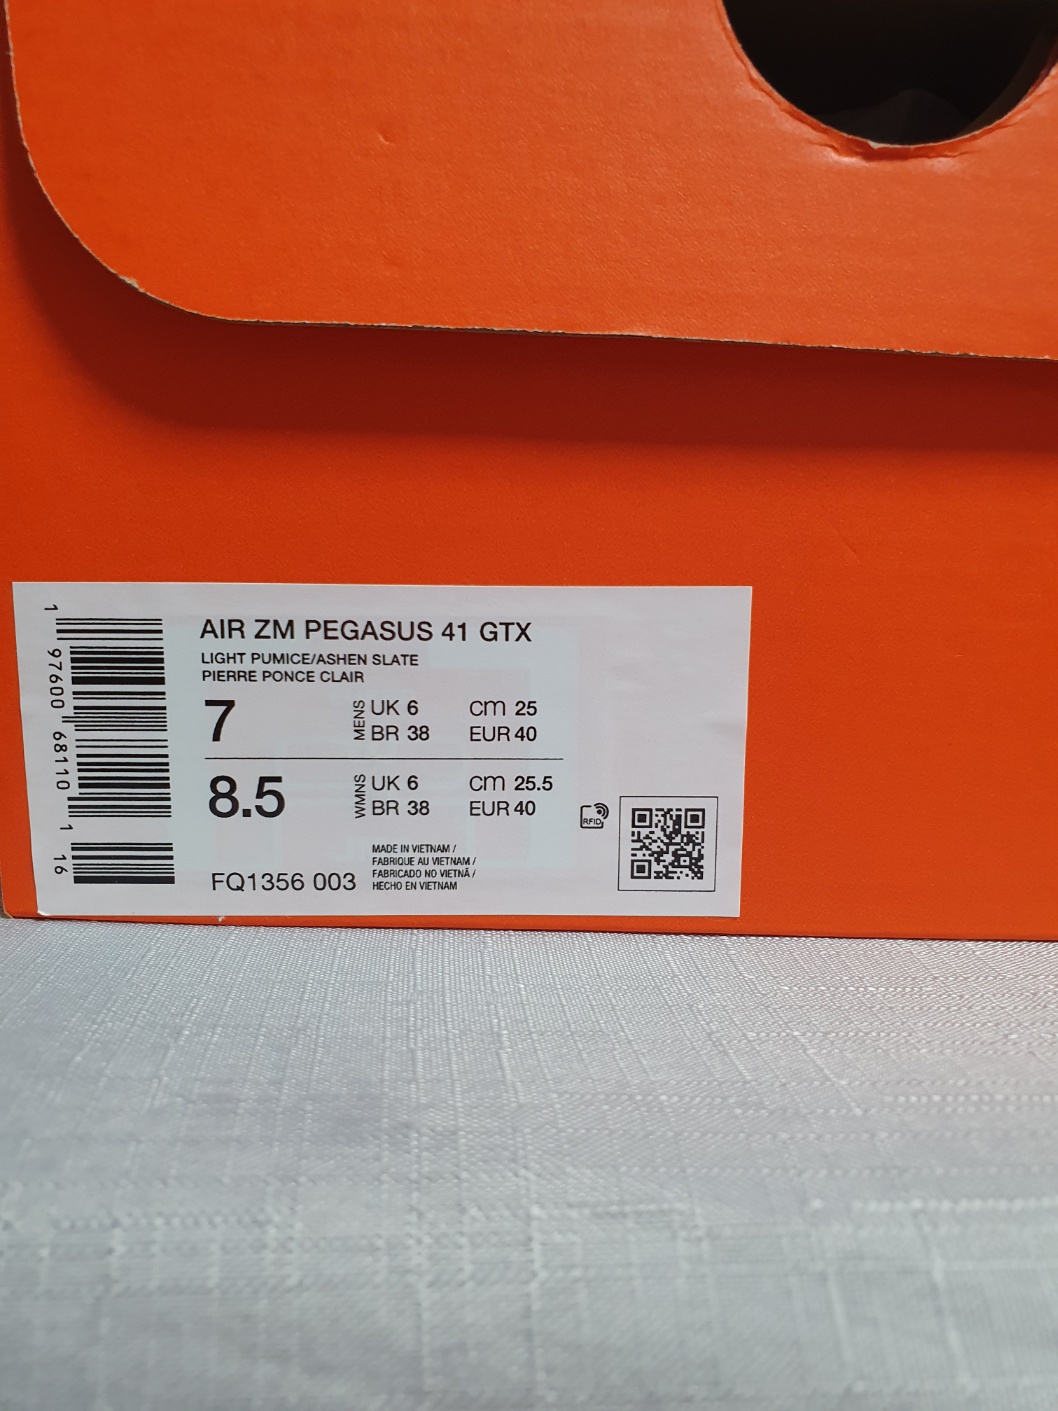 AIR ZM PEGASUS 41 GTX
LIGHT PUMICE/ASHEN SLATE
PIERRE PONCE CLAIR
7
MENS
UK 6
cm 25
BR 38
EUR 40
8.5
WMNS
UK 6
cm 25.5
BR 38
EUR 40
RFID
MADE IN VIETNAM /
FABRIQUE AU VIETNAM /
FABRICADO NO VIETNÃ /
HECHO EN VIETNAM
FQ1356 003
1 97600 68110 1 16